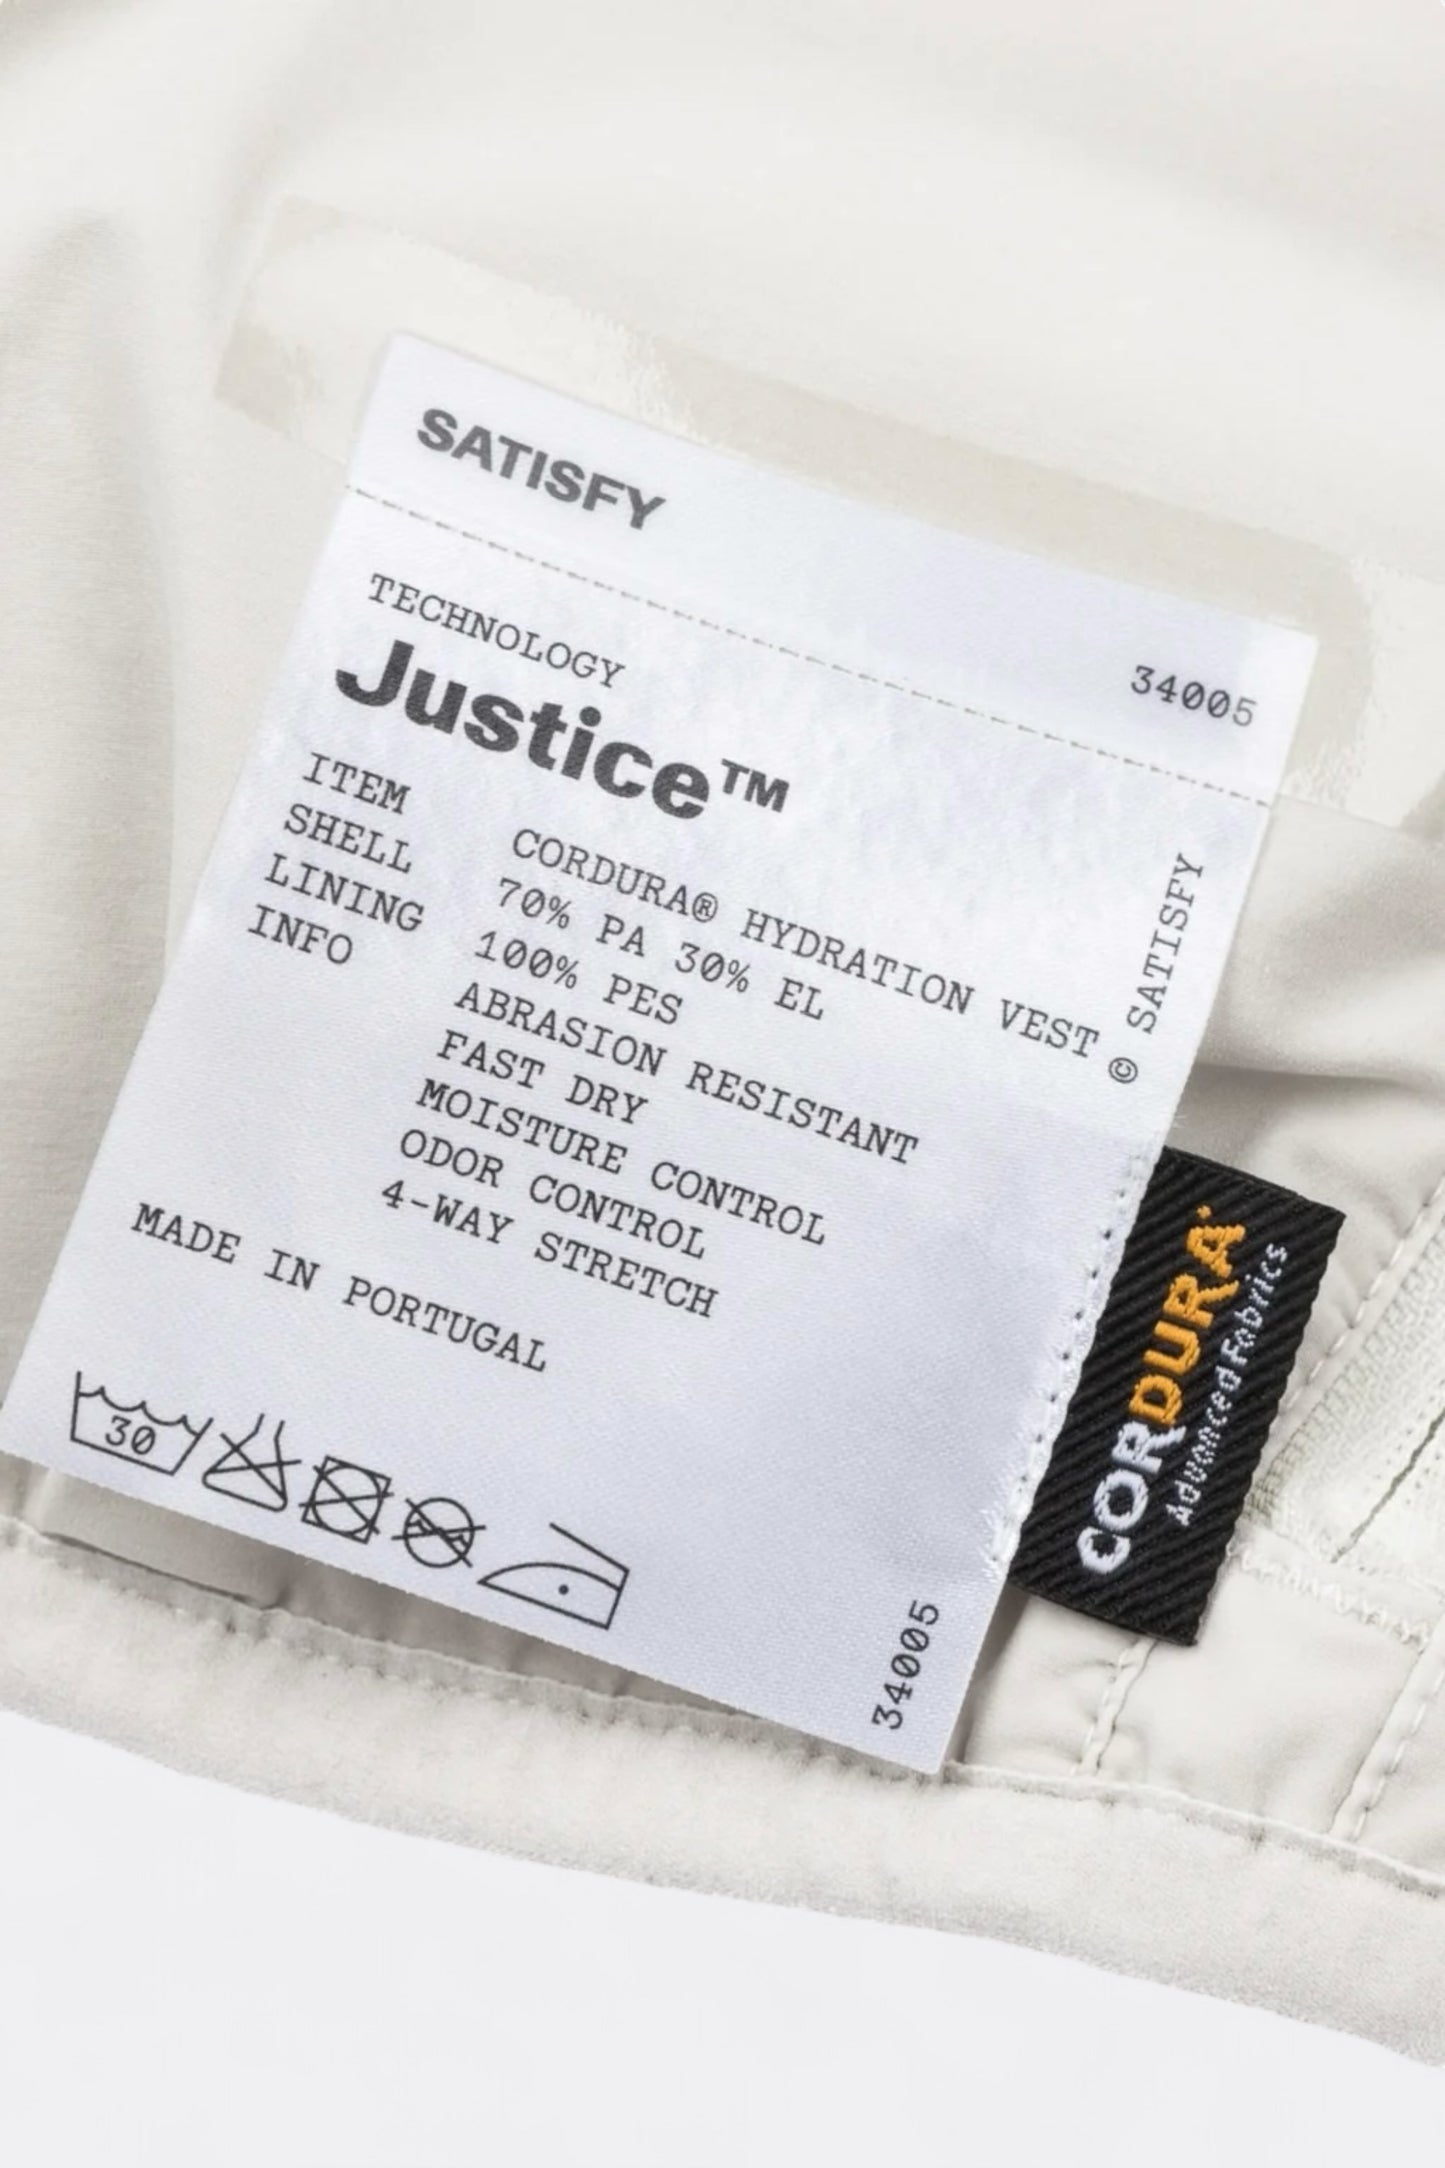 SATISFY
34005
TECHNOLOGY
Justice™
ITEM CORDURA® HYDRATION VEST
SHELL 70% PA 30% EL
LINING 100% PES
INFO ABRASION RESISTANT
FAST DRY
MOISTURE CONTROL
ODOR CONTROL
4-WAY STRETCH
MADE IN PORTUGAL
30
© SATISFY
34005
CORDURA
Advanced Fabrics